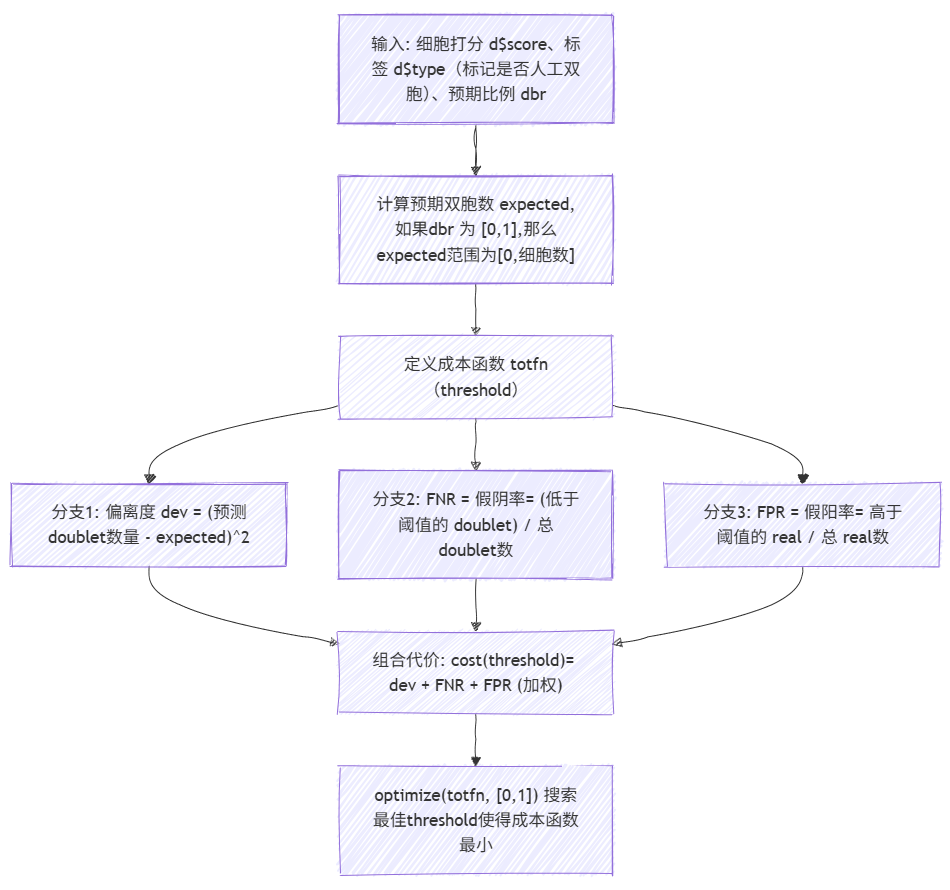 输入: 细胞打分 d$score、标
签 d$type（标记是否人工双
胞）、预期比例 dbr
计算预期双胞数 expected,
如果dbr 为 [0,1],那么
expected范围为[0,细胞数]
定义成本函数 totfn
（threshold）
分支1: 偏离度 dev = (预测
doublet数量 - expected)^2
分支2: FNR = 假阴率= (低于
阈值的 doublet) / 总
doublet数
分支3: FPR = 假阳率= 高于
阈值的 real / 总 real数
组合代价: cost(threshold)=
dev + FNR + FPR (加权)
optimize(totfn, [0,1]) 搜索
最佳threshold使得成本函数
最小